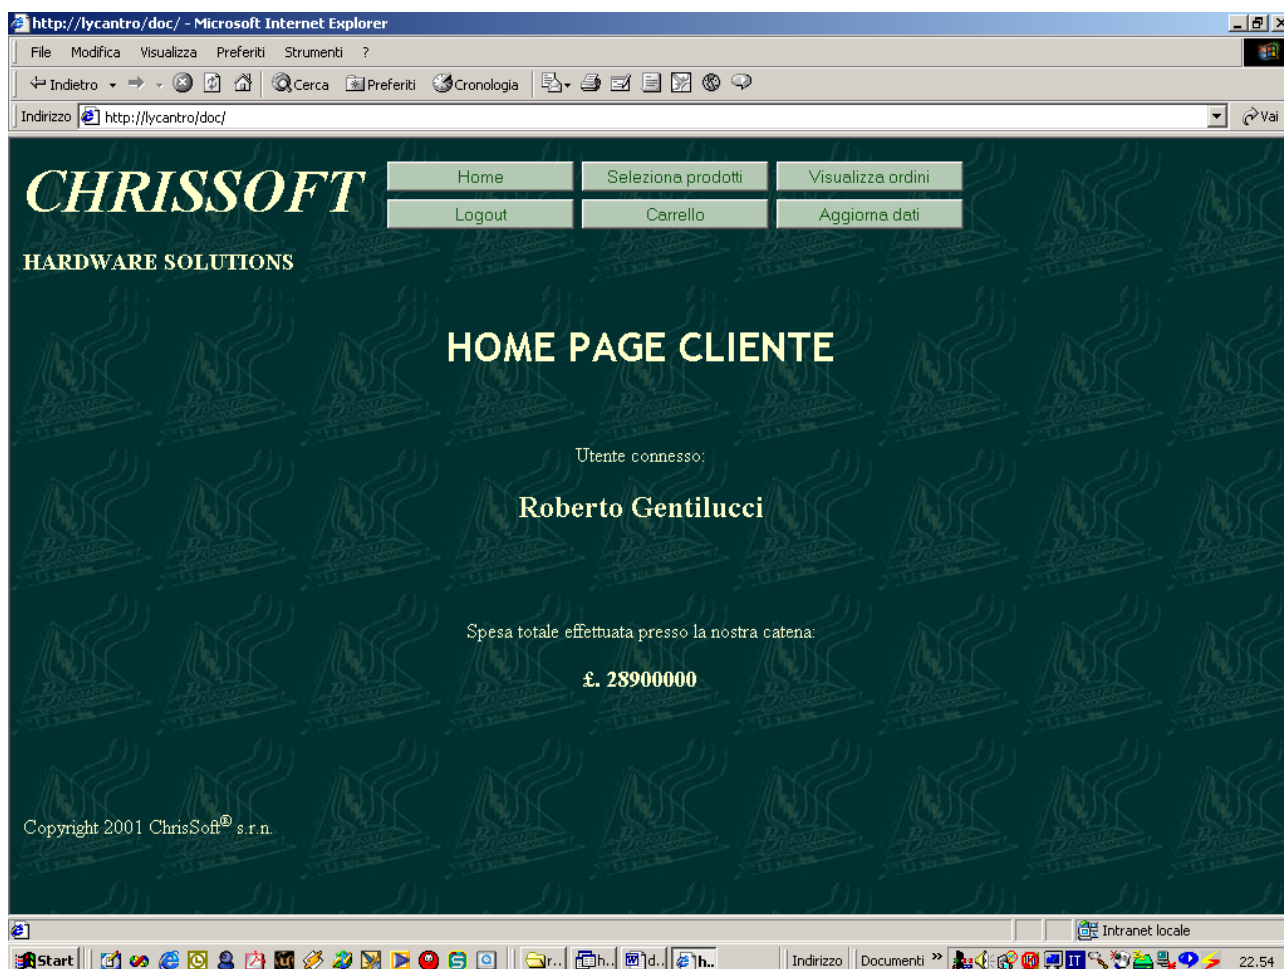 http://lycantro/doc/ - Microsoft Internet Explorer
File Modifica Visualizza Preferiti Strumenti ?
Indietro Cerca Preferiti Cronologia
Indirizzo http://lycantro/doc/ Vai
CHRISSOFT
Home Seleziona prodotti Visualizza ordini
Logout Carrello Aggiorna dati
HARDWARE SOLUTIONS
HOME PAGE CLIENTE
Utente connesso:
Roberto Gentilucci
Spesa totale effettuata presso la nostra catena:
£. 28900000
Copyright 2001 ChrisSoft® s.r.n.
Intranet locale
Start r.. h.. d.. h.. Indirizzo Documenti » IT 22.54